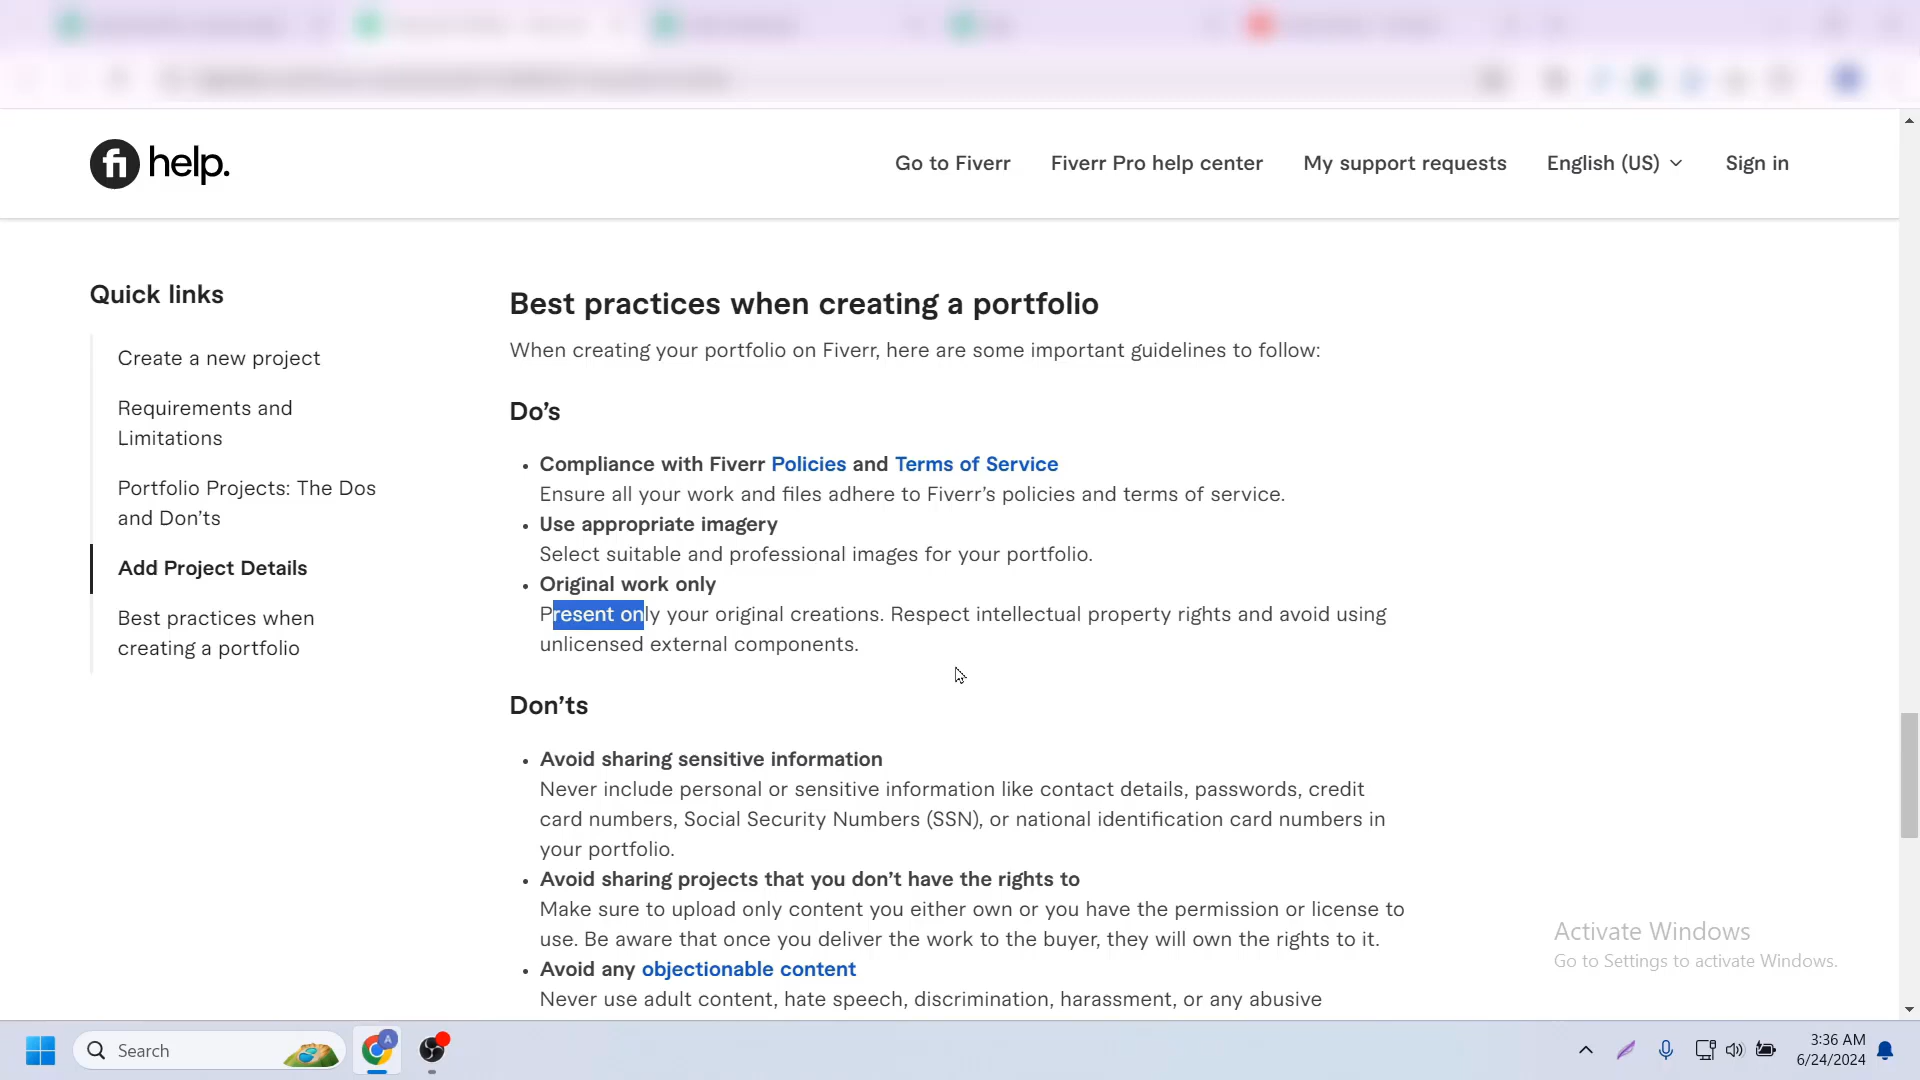 fi help.
Go to Fiverr
Fiverr Pro help center
My support requests
English (US)
Sign in
Quick links
Create a new project
Requirements and
Limitations
Portfolio Projects: The Dos
and Don'ts
Add Project Details
Best practices when
creating a portfolio
Best practices when creating a portfolio
When creating your portfolio on Fiverr, here are some important guidelines to follow:
Do's
• Compliance with Fiverr Policies and Terms of Service
Ensure all your work and files adhere to Fiverr's policies and terms of service.
• Use appropriate imagery
Select suitable and professional images for your portfolio.
• Original work only
Present only your original creations. Respect intellectual property rights and avoid using
unlicensed external components.
Don'ts
• Avoid sharing sensitive information
Never include personal or sensitive information like contact details, passwords, credit
card numbers, Social Security Numbers (SSN), or national identification card numbers in
your portfolio.
• Avoid sharing projects that you don't have the rights to
Make sure to upload only content you either own or you have the permission or license to
use. Be aware that once you deliver the work to the buyer, they will own the rights to it.
• Avoid any objectionable content
Never use adult content, hate speech, discrimination, harassment, or any abusive
Activate Windows
Go to Settings to activate Windows.
Search
A
3:36 AM
6/24/2024